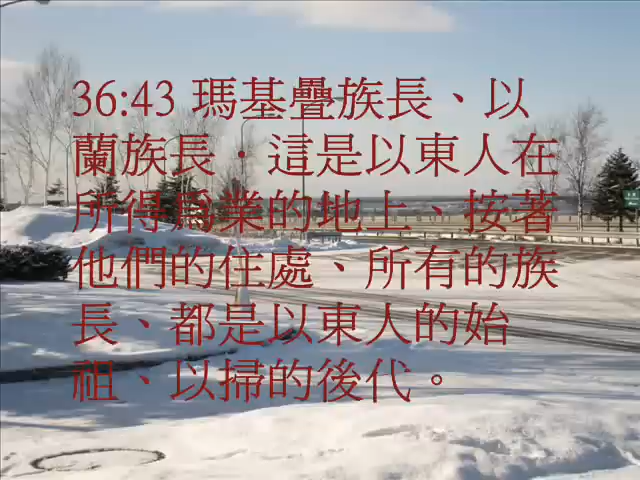 36:43 瑪基疊族長、以
蘭族長．這是以東人在
所得為業的地上、按著
他們的住處、所有的族
長、都是以東人的始
祖、以掃的後代。